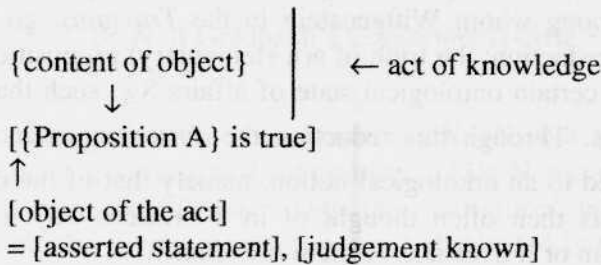 {content of object} ← act of knowledge
↓
[{Proposition A} is true]
↑
[object of the act]
= [asserted statement], [judgement known]